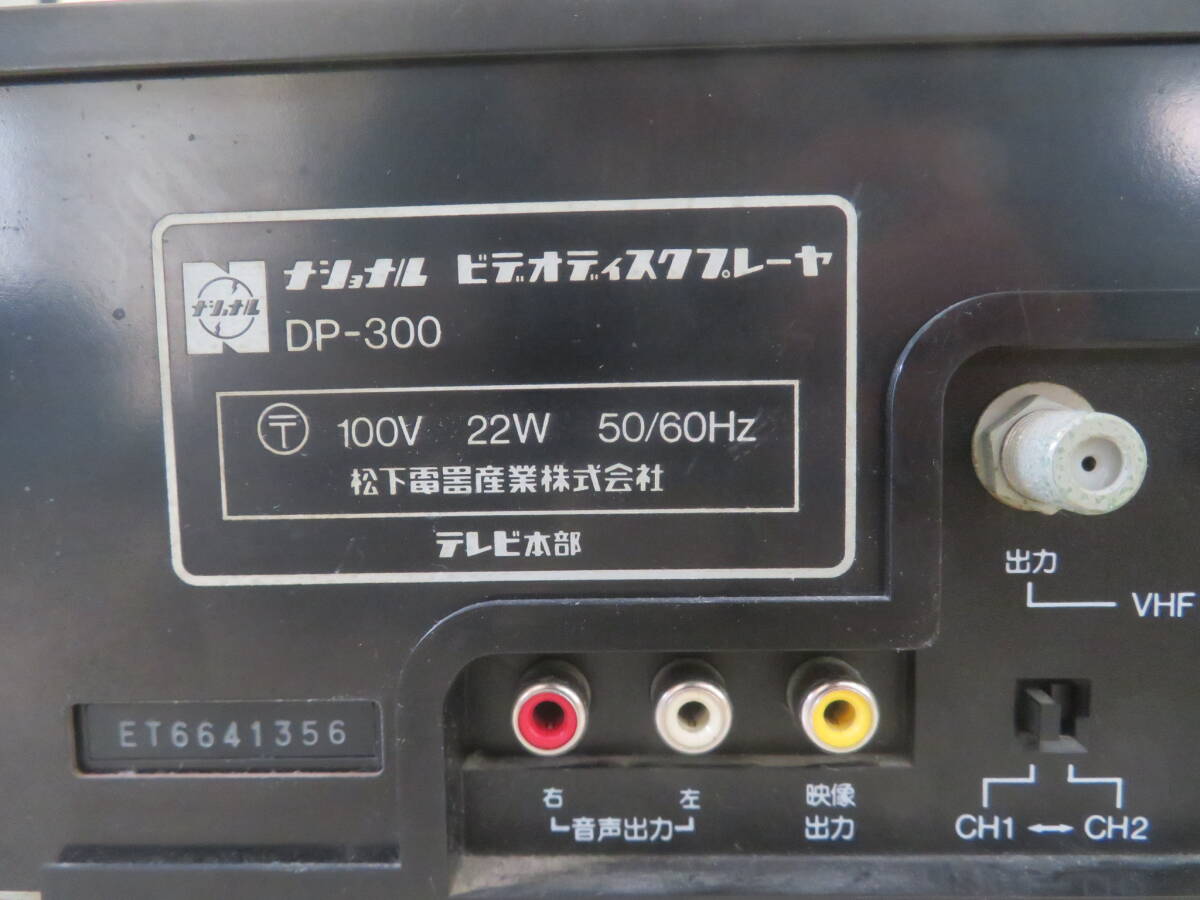 ナショナル
ナショナル ビデオディスクプレーヤ
DP-300
〒 100V 22W 50/60Hz
松下電器産業株式会社
テレビ本部
出力
VHF
ET6641356
右 左
音声出力
映像
出力
CH1 ↔ CH2